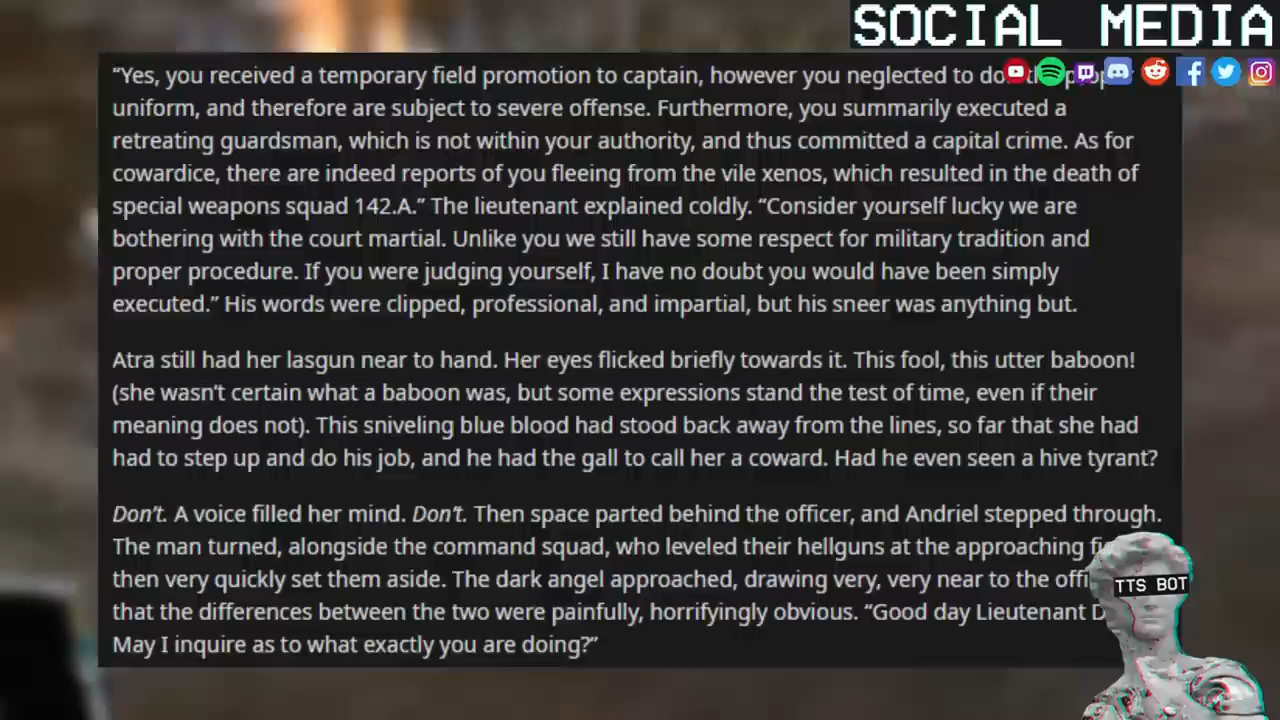 SOCIAL MEDIA
“Yes, you received a temporary field promotion to captain, however you neglected to
uniform, and therefore are subject to severe offense. Furthermore, you summarily executed a
retreating guardsman, which is not within your authority, and thus committed a capital crime. As for
cowardice, there are indeed reports of you fleeing from the vile xenos, which resulted in the death of
special weapons squad 142.A.” The lieutenant explained coldly. “Consider yourself lucky we are
bothering with the court martial. Unlike you we still have some respect for military tradition and
proper procedure. If you were judging yourself, I have no doubt you would have been simply
executed.” His words were clipped, professional, and impartial, but his sneer was anything but.
Atra still had her lasgun near to hand. Her eyes flicked briefly towards it. This fool, this utter baboon!
(she wasn’t certain what a baboon was, but some expressions stand the test of time, even if their
meaning does not). This sniveling blue blood had stood back away from the lines, so far that she had
had to step up and do his job, and he had the gall to call her a coward. Had he even seen a hive tyrant?
Don’t. A voice filled her mind. Don’t. Then space parted behind the officer, and Andriel stepped through.
The man turned, alongside the command squad, who leveled their hellguns at the approaching
then very quickly set them aside. The dark angel approached, drawing very, very near to the
that the differences between the two were painfully, horrifyingly obvious. “Good day Lieutenant
May I inquire as to what exactly you are doing?”
TTS BOT